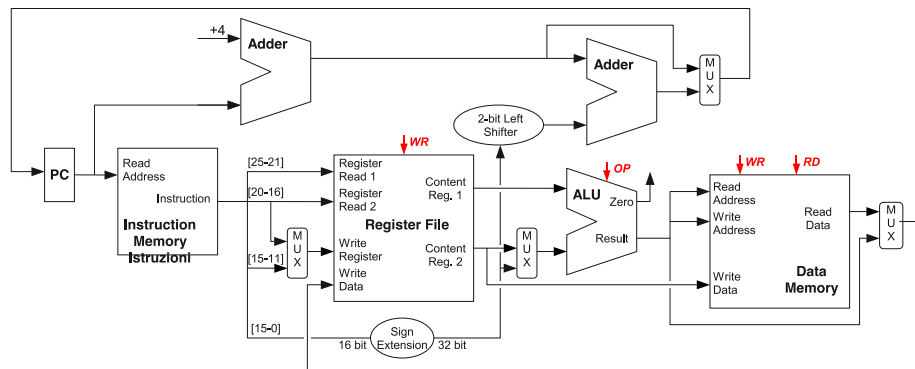 +4
Adder
Adder
M
U
X
2-bit Left
Shifter
PC
Read
Address
Instruction
Instruction
Memory
Istruzioni
[25-21]
[20-16]
[15-11]
[15-0]
M
U
X
WR
Register
Read 1
Register
Read 2
Write
Register
Write
Data
Content
Reg. 1
Register File
Content
Reg. 2
16 bit
Sign
Extension
32 bit
M
U
X
OP
ALU
Zero
Result
WR
RD
Read
Address
Write
Address
Write
Data
Read
Data
Data
Memory
M
U
X